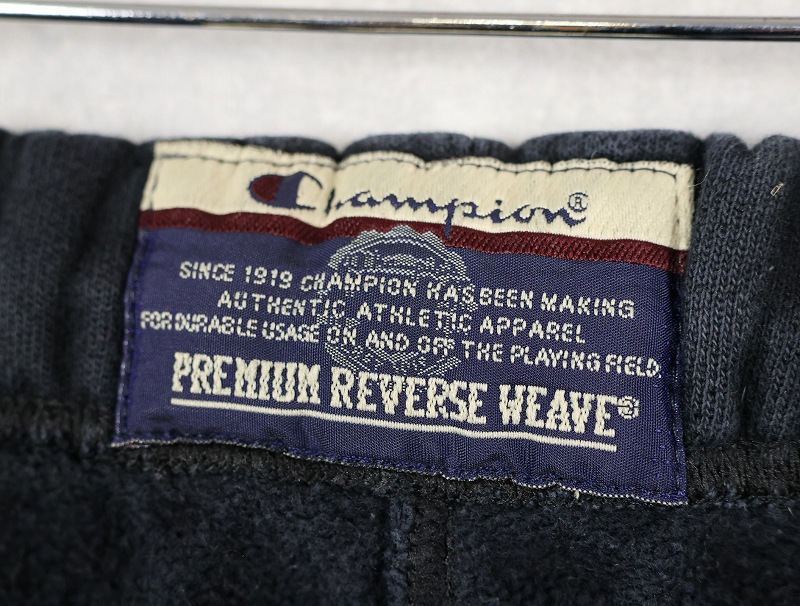 Champion®
SINCE 1919 CHAMPION HAS BEEN MAKING
AUTHENTIC ATHLETIC APPAREL
FOR DURABLE USAGE ON AND OFF THE PLAYING FIELD.
PREMIUM REVERSE WEAVE®